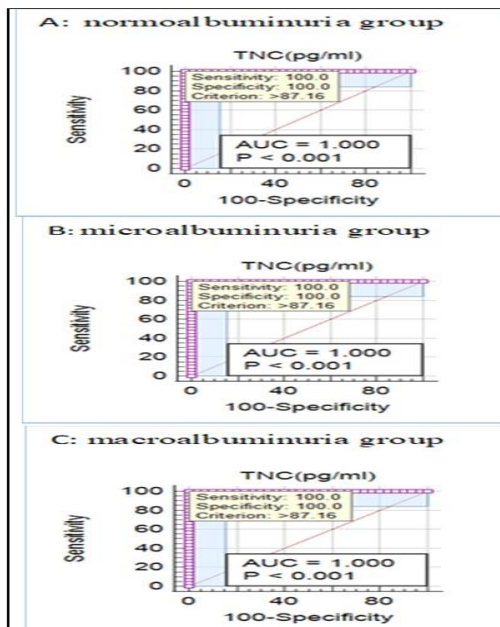 A: normoalbuminuria group
TNC(pg/ml)
100
80
60
40
20
0
Sensitivity
Sensitivity: 100.0
Specificity: 100.0
Criterion: >87.16
AUC = 1.000
P < 0.001
0 40 80
100-Specificity
B: microalbuminuria group
TNC(pg/ml)
100
80
60
40
20
0
Sensitivity
Sensitivity: 100.0
Specificity: 100.0
Criterion: >87.16
AUC = 1.000
P < 0.001
0 40 80
100-Specificity
C: macroalbuminuria group
TNC(pg/ml)
100
80
60
40
20
0
Sensitivity
Sensitivity: 100.0
Specificity: 100.0
Criterion: >87.16
AUC = 1.000
P < 0.001
0 40 80
100-Specificity